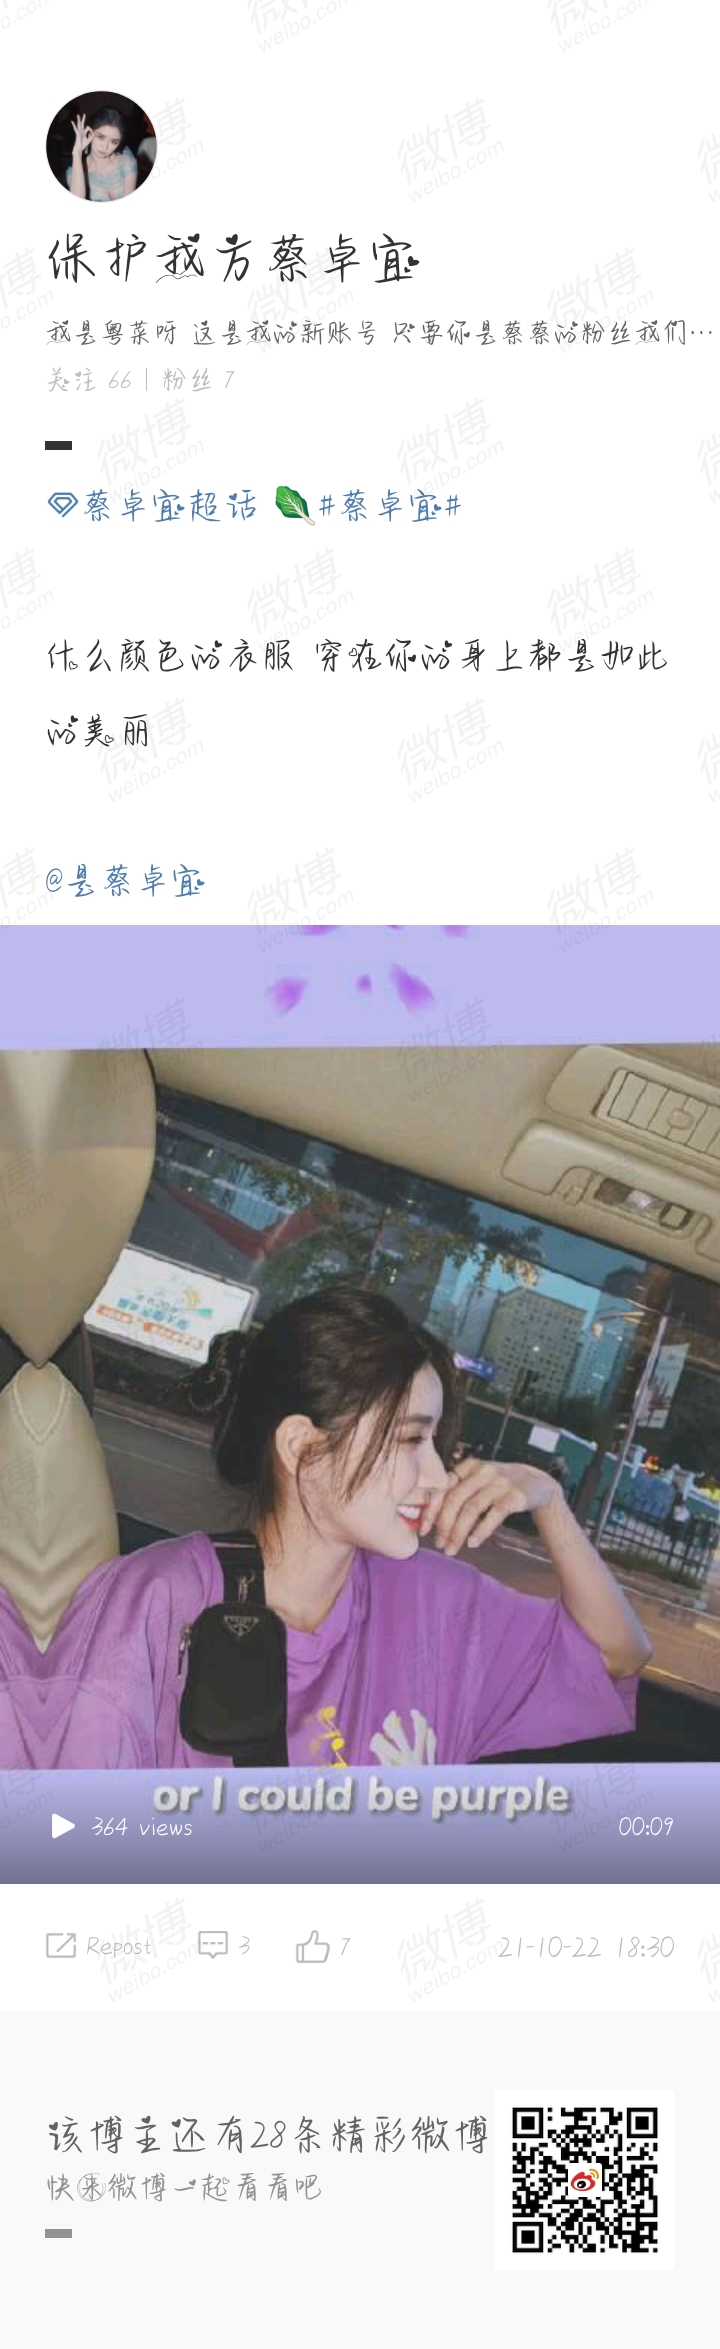 保护我方蔡卓宜
我是粤菜呀 这是我的新账号 只要你是蔡蔡的粉丝我们…
关注 66 | 粉丝 7
蔡卓宜超话 #蔡卓宜#
什么颜色的衣服 穿在你的身上都是如此
的美丽
@是蔡卓宜
or I could be purple
364 views
00:09
Repost 3 7 21-10-22 18:30
该博主还有28条精彩微博
快来微博一起看看吧
微博
weibo.com